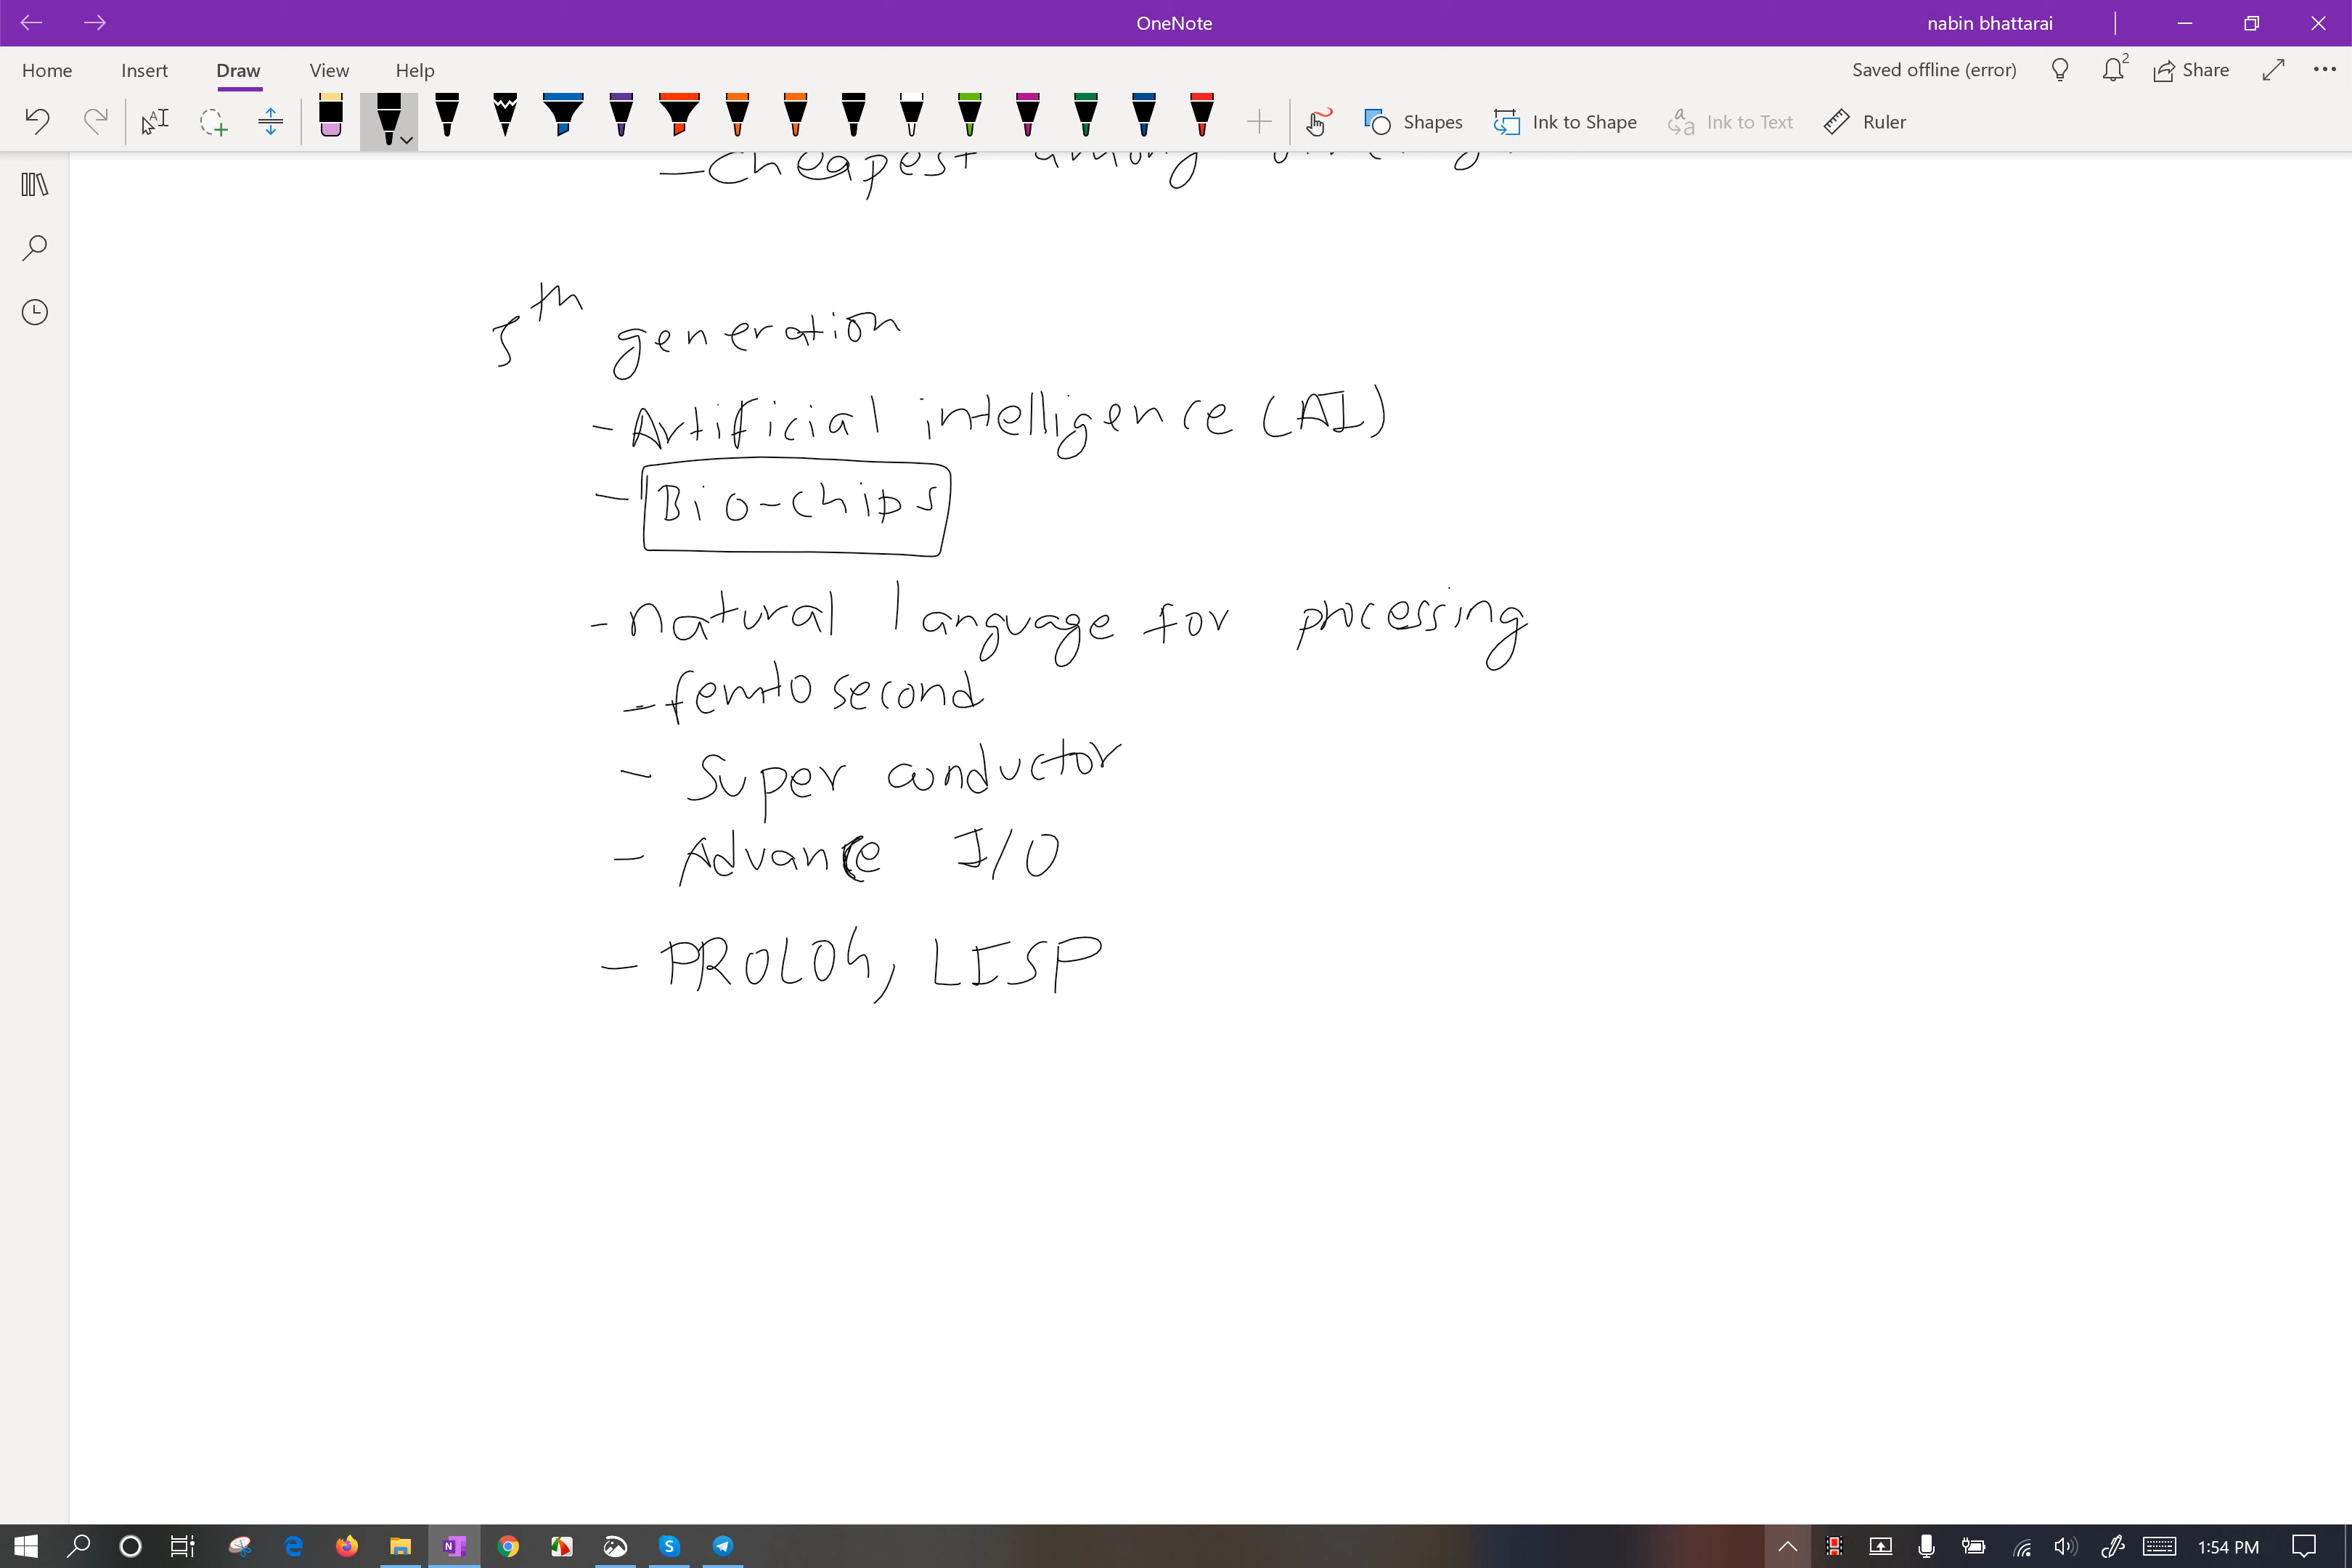 OneNote
nabin bhattarai
Home Insert Draw View Help
Saved offline (error) 2 Share
Shapes Ink to Shape Ink to Text Ruler
- Cheapest among
5th generation
- Artificial intelligence (AI)
- Bio-chips
- natural language for processing
- femto second
- Super conductor
- Advance I/O
- PROLOG, LISP
1:54 PM